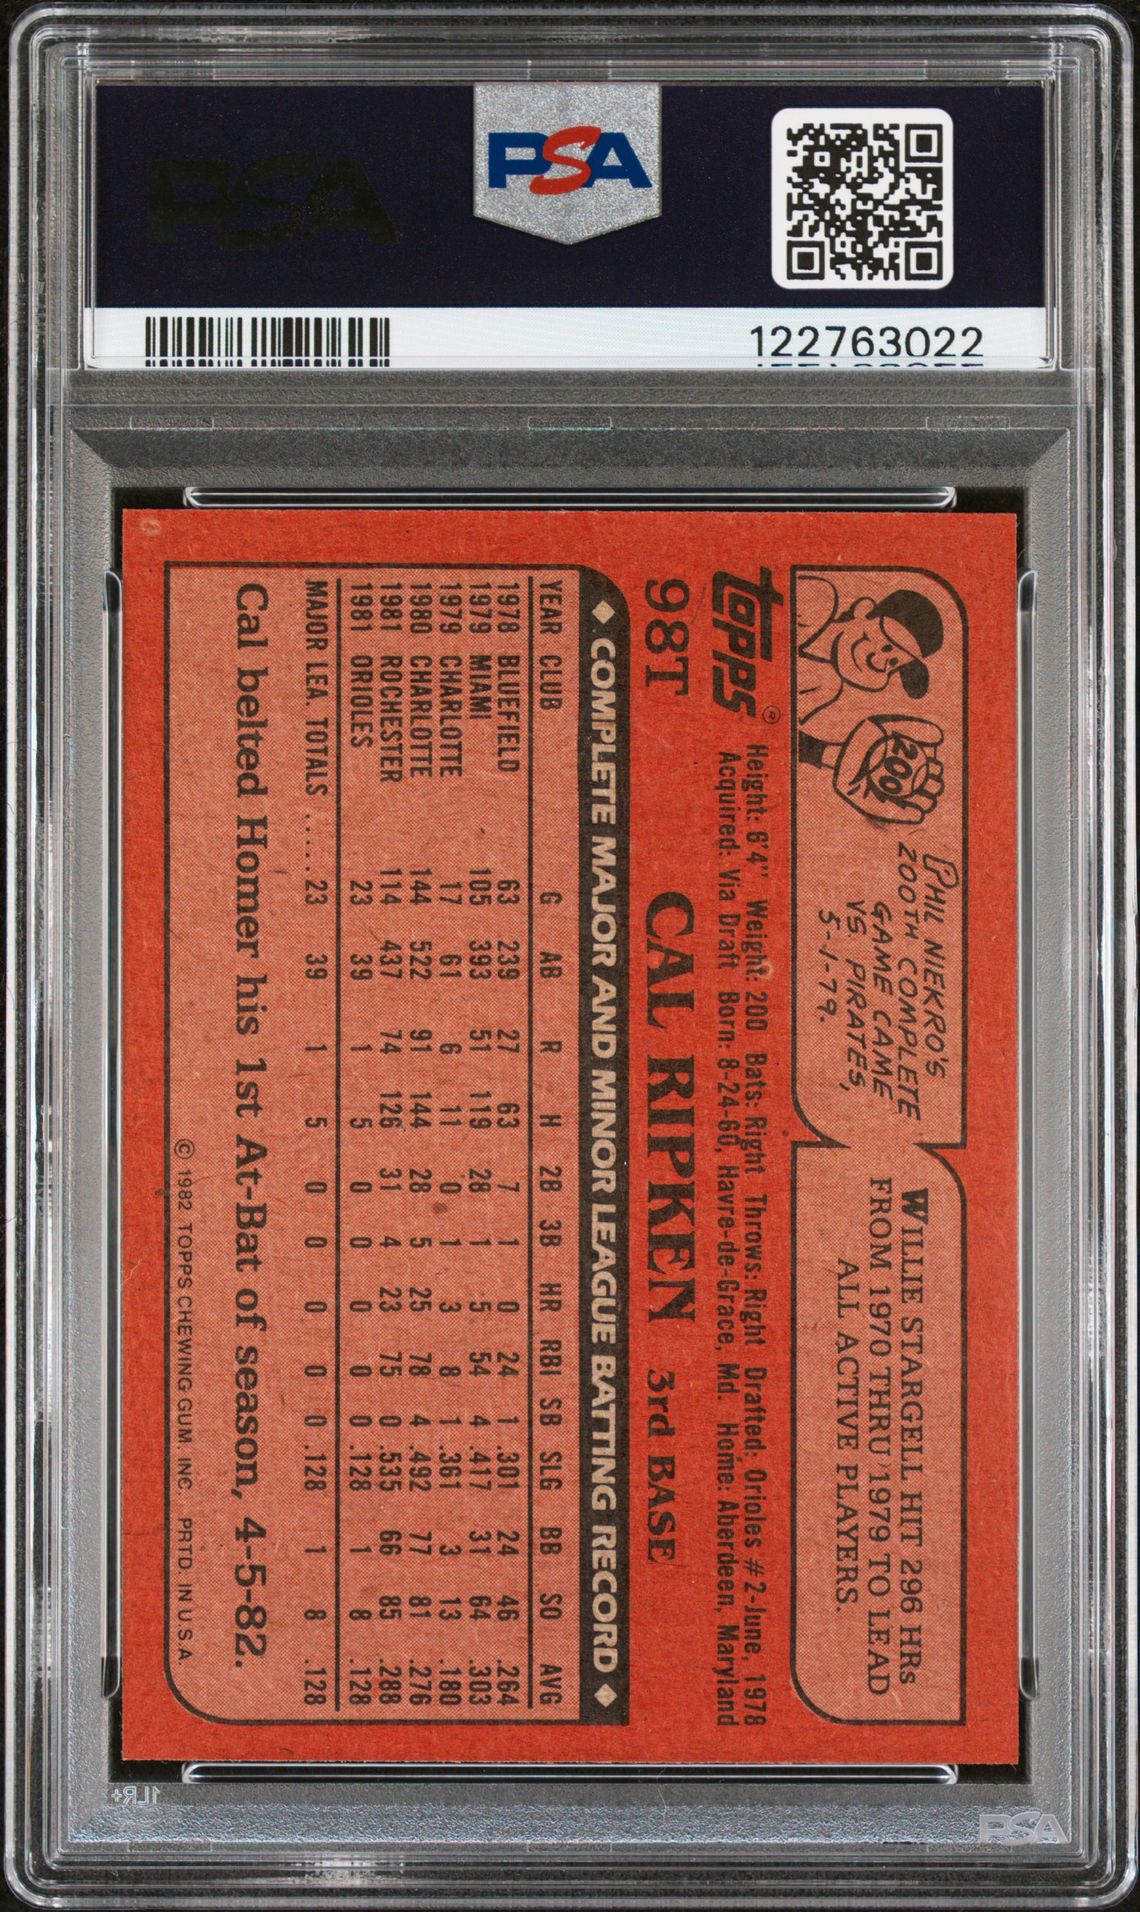 PSA
PSA
122763022
PHIL NIEKRO'S
200TH COMPLETE
GAME CAME
VS. PIRATES,
5-1-79.
200
WILLIE STARGELL HIT 296 HRs
FROM 1970 THRU 1979 TO LEAD
ALL ACTIVE PLAYERS.
topps®
98T
Height: 6'4" Weight: 200 Bats: Right Throws: Right Drafted: Orioles #2-June, 1978
Acquired: Via Draft Born: 8-24-60, Havre-de-Grace, Md. Home: Aberdeen, Maryland
CAL RIPKEN 3rd BASE
◆ COMPLETE MAJOR AND MINOR LEAGUE BATTING RECORD ◆
YEAR CLUB G AB R H 2B 3B HR RBI SB SLG BB SO AVG
1978 BLUEFIELD 63 239 27 63 7 1 0 24 1 .301 24 46 .264
1979 MIAMI 105 393 51 119 28 1 5 54 4 .417 31 64 .303
1979 CHARLOTTE 17 61 6 11 0 1 3 8 1 .361 3 13 .180
1980 CHARLOTTE 144 522 91 144 28 5 25 78 4 .492 77 81 .276
1981 ROCHESTER 114 437 74 126 31 4 23 75 0 .535 66 85 .288
1981 ORIOLES 23 39 1 5 0 0 0 0 0 .128 1 8 .128
MAJOR LEA. TOTALS .....23 39 1 5 0 0 0 0 0 .128 1 8 .128
Cal belted Homer his 1st At-Bat of season, 4-5-82.
© 1982 TOPPS CHEWING GUM. INC. PRTD. IN U.S.A.
1LR+
PSA